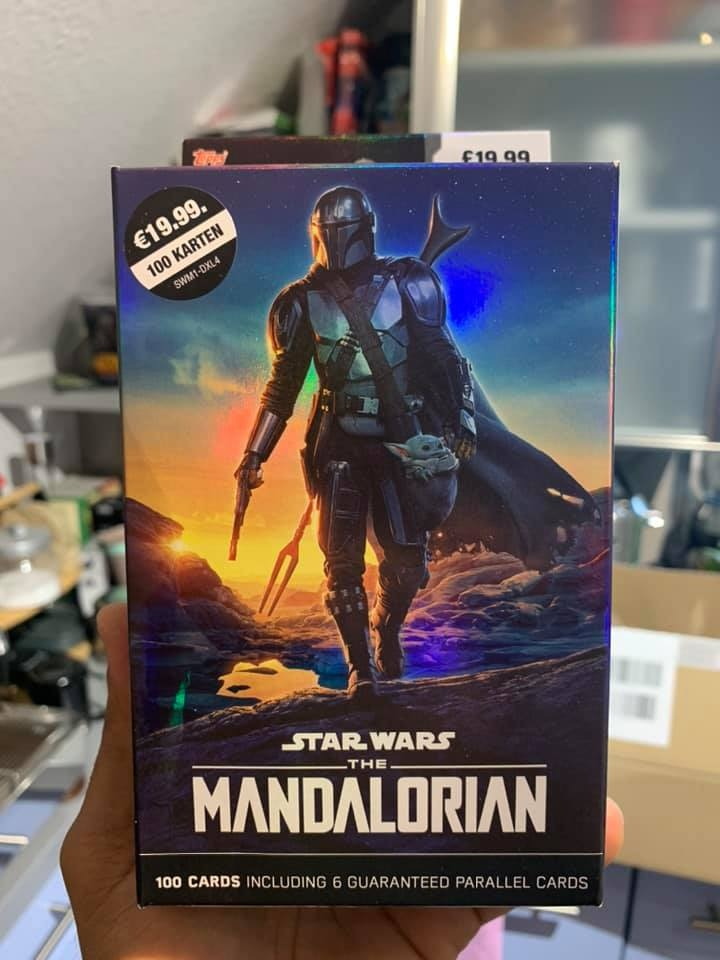 Topps
£19.99
€19.99.
100 KARTEN
SWM1-DXL4
STAR WARS
THE
MANDALORIAN
100 CARDS INCLUDING 6 GUARANTEED PARALLEL CARDS